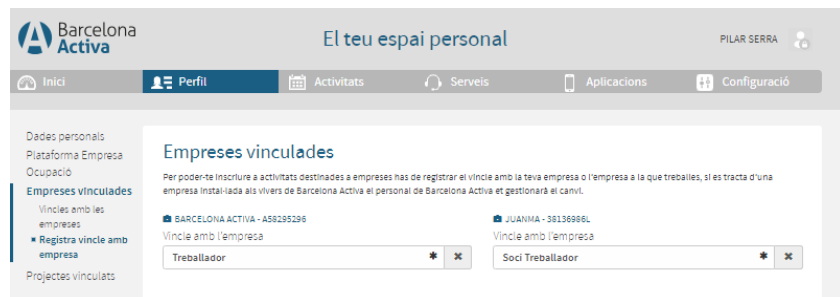 Barcelona
Activa
El teu espai personal
PILAR SERRA
Inici
Perfil
Activitats
Serveis
Aplicacions
Configuració
Dades personals
Plataforma Empresa
Ocupació
Empreses vinculades
Vincles amb les
empreses
Registra vincle amb
empresa
Projectes vinculats
Empreses vinculades
Per poder-te inscriure a activitats destinades a empreses has de registrar el vincle amb la teva empresa o l'empresa a la que treballes, si es tracta d'una
empresa instal·lada als vivers de Barcelona Activa el personal de Barcelona Activa et gestionarà el canvi.
BARCELONA ACTIVA - A58295296
Vincle amb l'empresa
Treballador
JUANMA - 38136986L
Vincle amb l'empresa
Soci Treballador